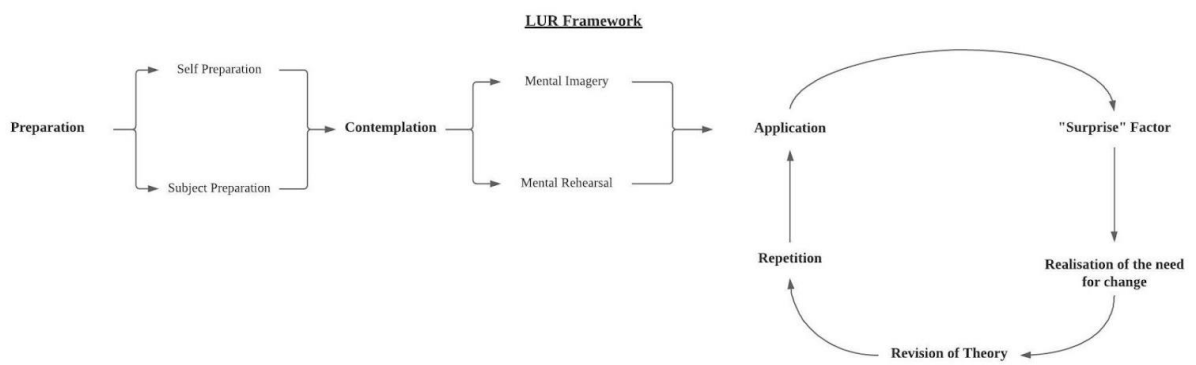 LUR Framework
Self Preparation
Mental Imagery
Preparation
Contemplation
Application
"Surprise" Factor
Subject Preparation
Mental Rehearsal
Repetition
Realisation of the need
for change
Revision of Theory